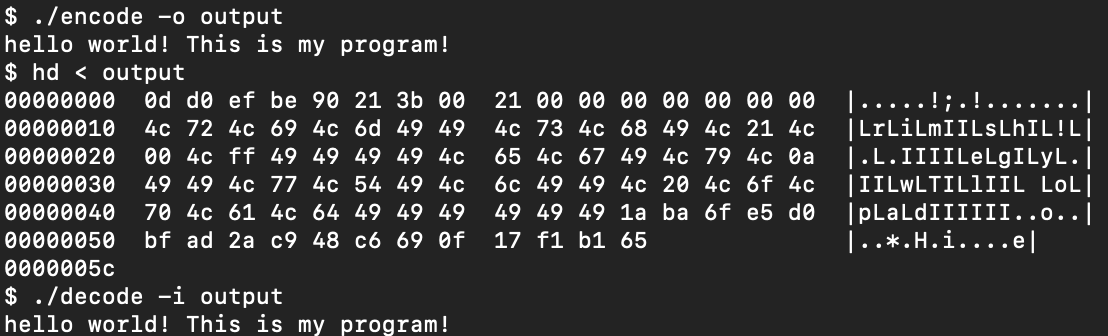 $ ./encode -o output
hello world! This is my program!
$ hd < output
00000000  0d d0 ef be 90 21 3b 00  21 00 00 00 00 00 00 00  |.....!;.!.......|
00000010  4c 72 4c 69 4c 6d 49 49  4c 73 4c 68 49 4c 21 4c  |LrLiLmIILsLhIL!L|
00000020  00 4c ff 49 49 49 49 4c  65 4c 67 49 4c 79 4c 0a  |.L.IIIILeLgILyL.|
00000030  49 49 4c 77 4c 54 49 4c  6c 49 49 4c 20 4c 6f 4c  |IILwLTILlIIL LoL|
00000040  70 4c 61 4c 64 49 49 49  49 49 49 1a ba 6f e5 d0  |pLaLdIIIIII..o..|
00000050  bf ad 2a c9 48 c6 69 0f  17 f1 b1 65              |..*.H.i....e|
0000005c
$ ./decode -i output
hello world! This is my program!